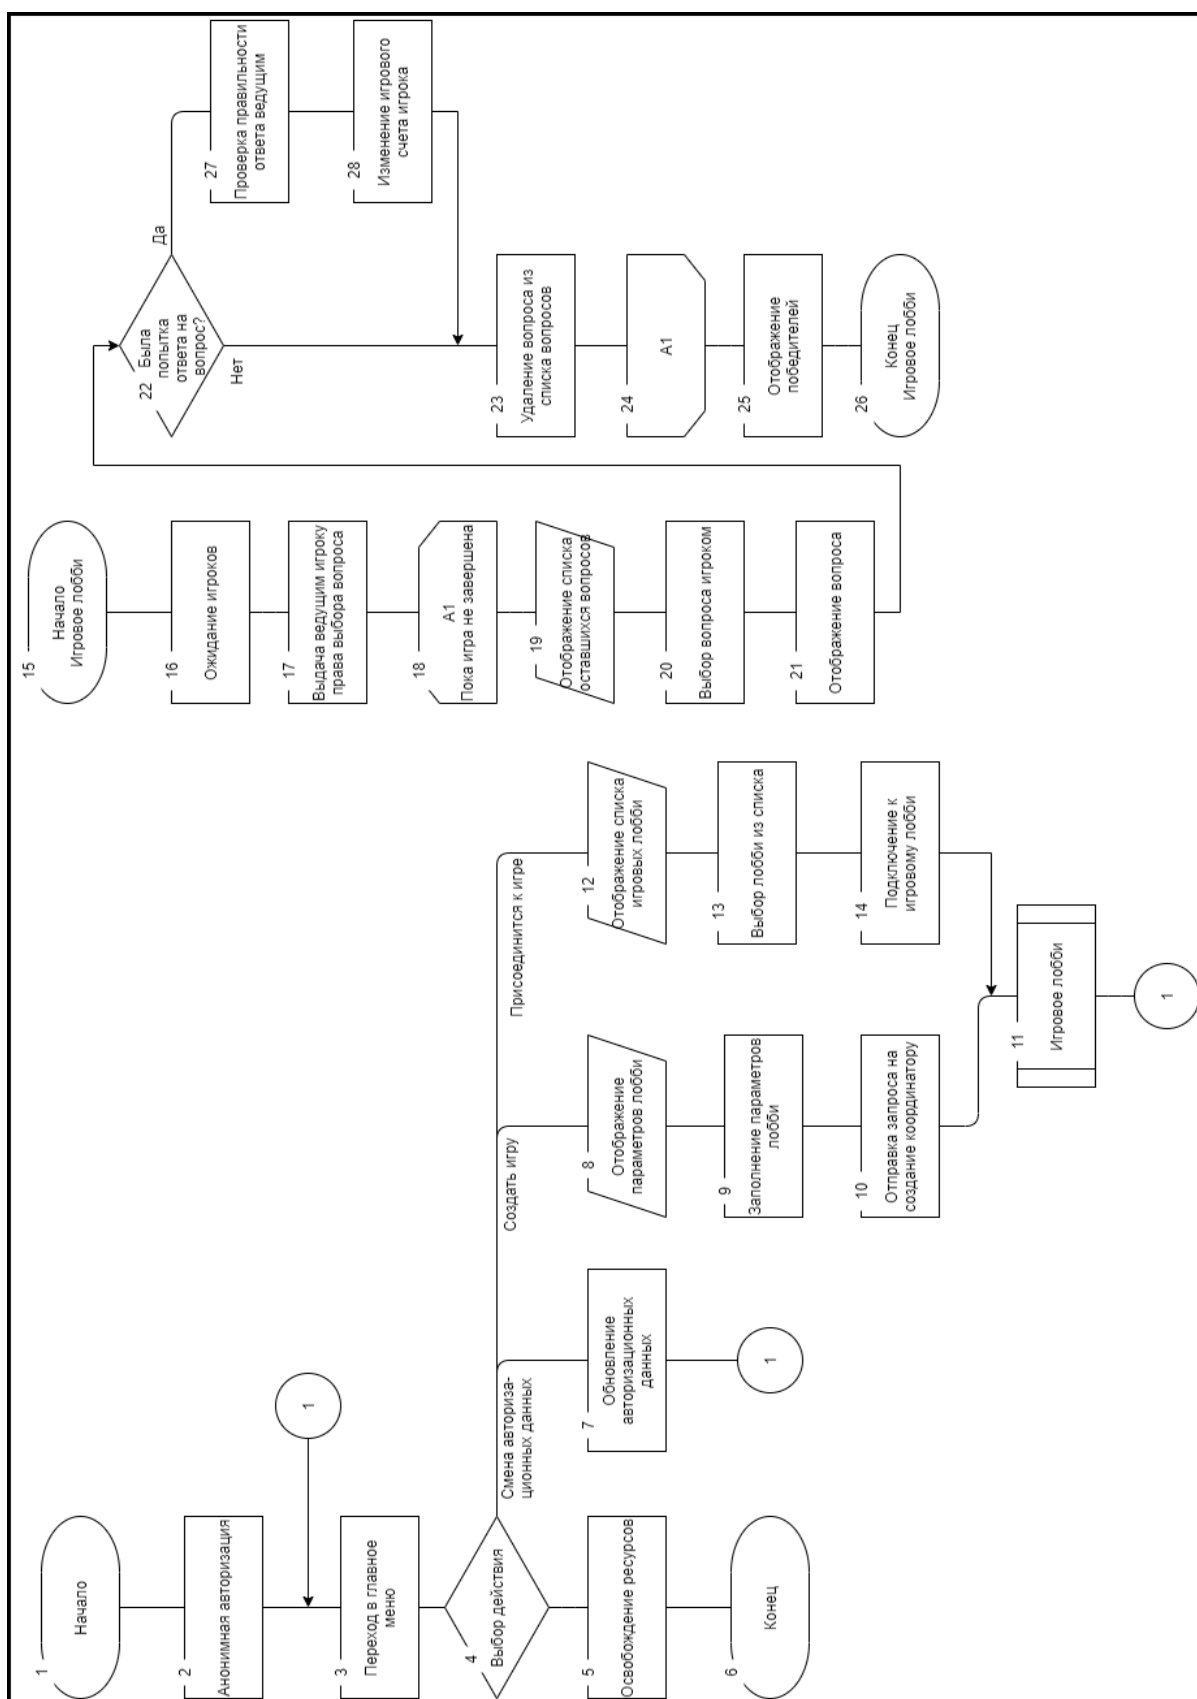 1
Начало
2
Анонимная авторизация
1
3
Переход в главное
меню
4
Выбор действия
5
Освобождение ресурсов
6
Конец
Смена авториза-
ционных данных
7
Обновление
авторизационных
данных
1
Создать игру
8
Отображение
параметров лобби
9
Заполнение параметров
лобби
10
Отправка запроса на
создание координатору
Присоединится к игре
12
Отображение списка
игровых лобби
13
Выбор лобби из списка
14
Подключение к
игровому лобби
11
Игровое лобби
1
15
Начало
Игровое лобби
16
Ожидание игроков
17
Выдача ведущим игроку
права выбора вопроса
18
А1
Пока игра не завершена
19
Отображение списка
оставшихся вопросов
20
Выбор вопроса игроком
21
Отображение вопроса
22
Была
попытка
ответа на
вопрос?
Да
Нет
27
Проверка правильности
ответа ведущим
28
Изменение игрового
счета игрока
23
Удаление вопроса из
списка вопросов
24
А1
25
Отображение
победителей
26
Конец
Игровое лобби